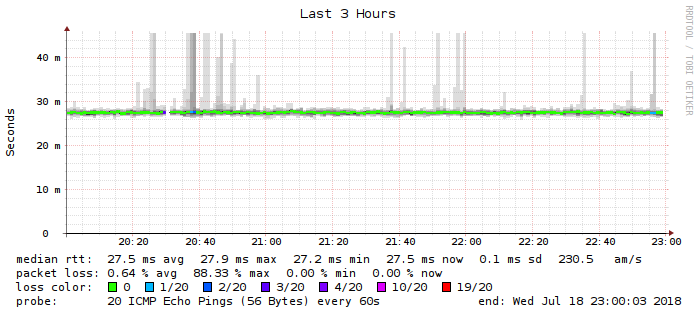 Last 3 Hours
RRDTOOL / TOBI OETIKER
Seconds
40 m
30 m
20 m
10 m
0
20:20 20:40 21:00 21:20 21:40 22:00 22:20 22:40 23:00
median rtt: 27.5 ms avg 27.9 ms max 27.2 ms min 27.5 ms now 0.1 ms sd 230.5 am/s
packet loss: 0.64 % avg 88.33 % max 0.00 % min 0.00 % now
loss color: 0 1/20 2/20 3/20 4/20 10/20 19/20
probe: 20 ICMP Echo Pings (56 Bytes) every 60s end: Wed Jul 18 23:00:03 2018